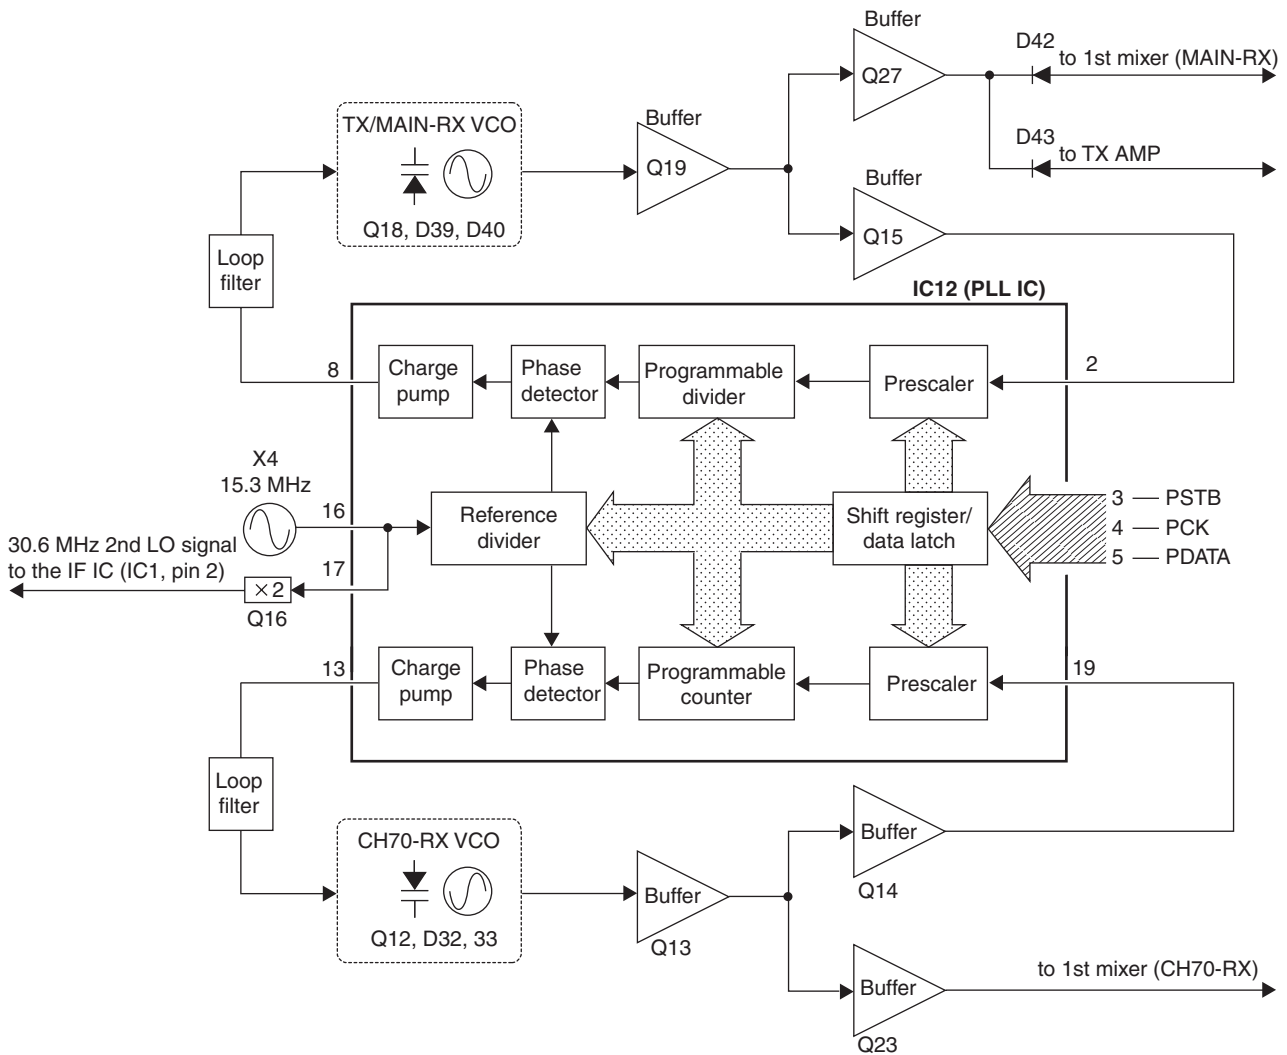 Buffer
Q27
D42
to 1st mixer (MAIN-RX)
TX/MAIN-RX VCO
Q18, D39, D40
Buffer
Q19
D43
to TX AMP
Buffer
Q15
Loop
filter
IC12 (PLL IC)
8
Charge
pump
Phase
detector
Programmable
divider
Prescaler
2
X4
15.3 MHz
16
Reference
divider
Shift register/
data latch
3 — PSTB
4 — PCK
5 — PDATA
30.6 MHz 2nd LO signal
to the IF IC (IC1, pin 2)
17
×2
Q16
13
Charge
pump
Phase
detector
Programmable
counter
Prescaler
19
Loop
filter
CH70-RX VCO
Q12, D32, 33
Buffer
Q13
Buffer
Q14
Buffer
Q23
to 1st mixer (CH70-RX)